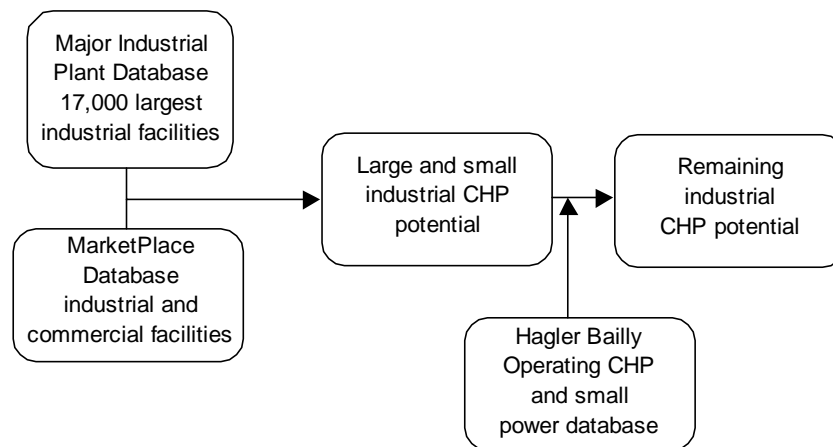 Major Industrial
Plant Database
17,000 largest
industrial facilities
MarketPlace
Database
industrial and
commercial facilities
Large and small
industrial CHP
potential
Remaining
industrial
CHP potential
Hagler Bailly
Operating CHP
and small
power database